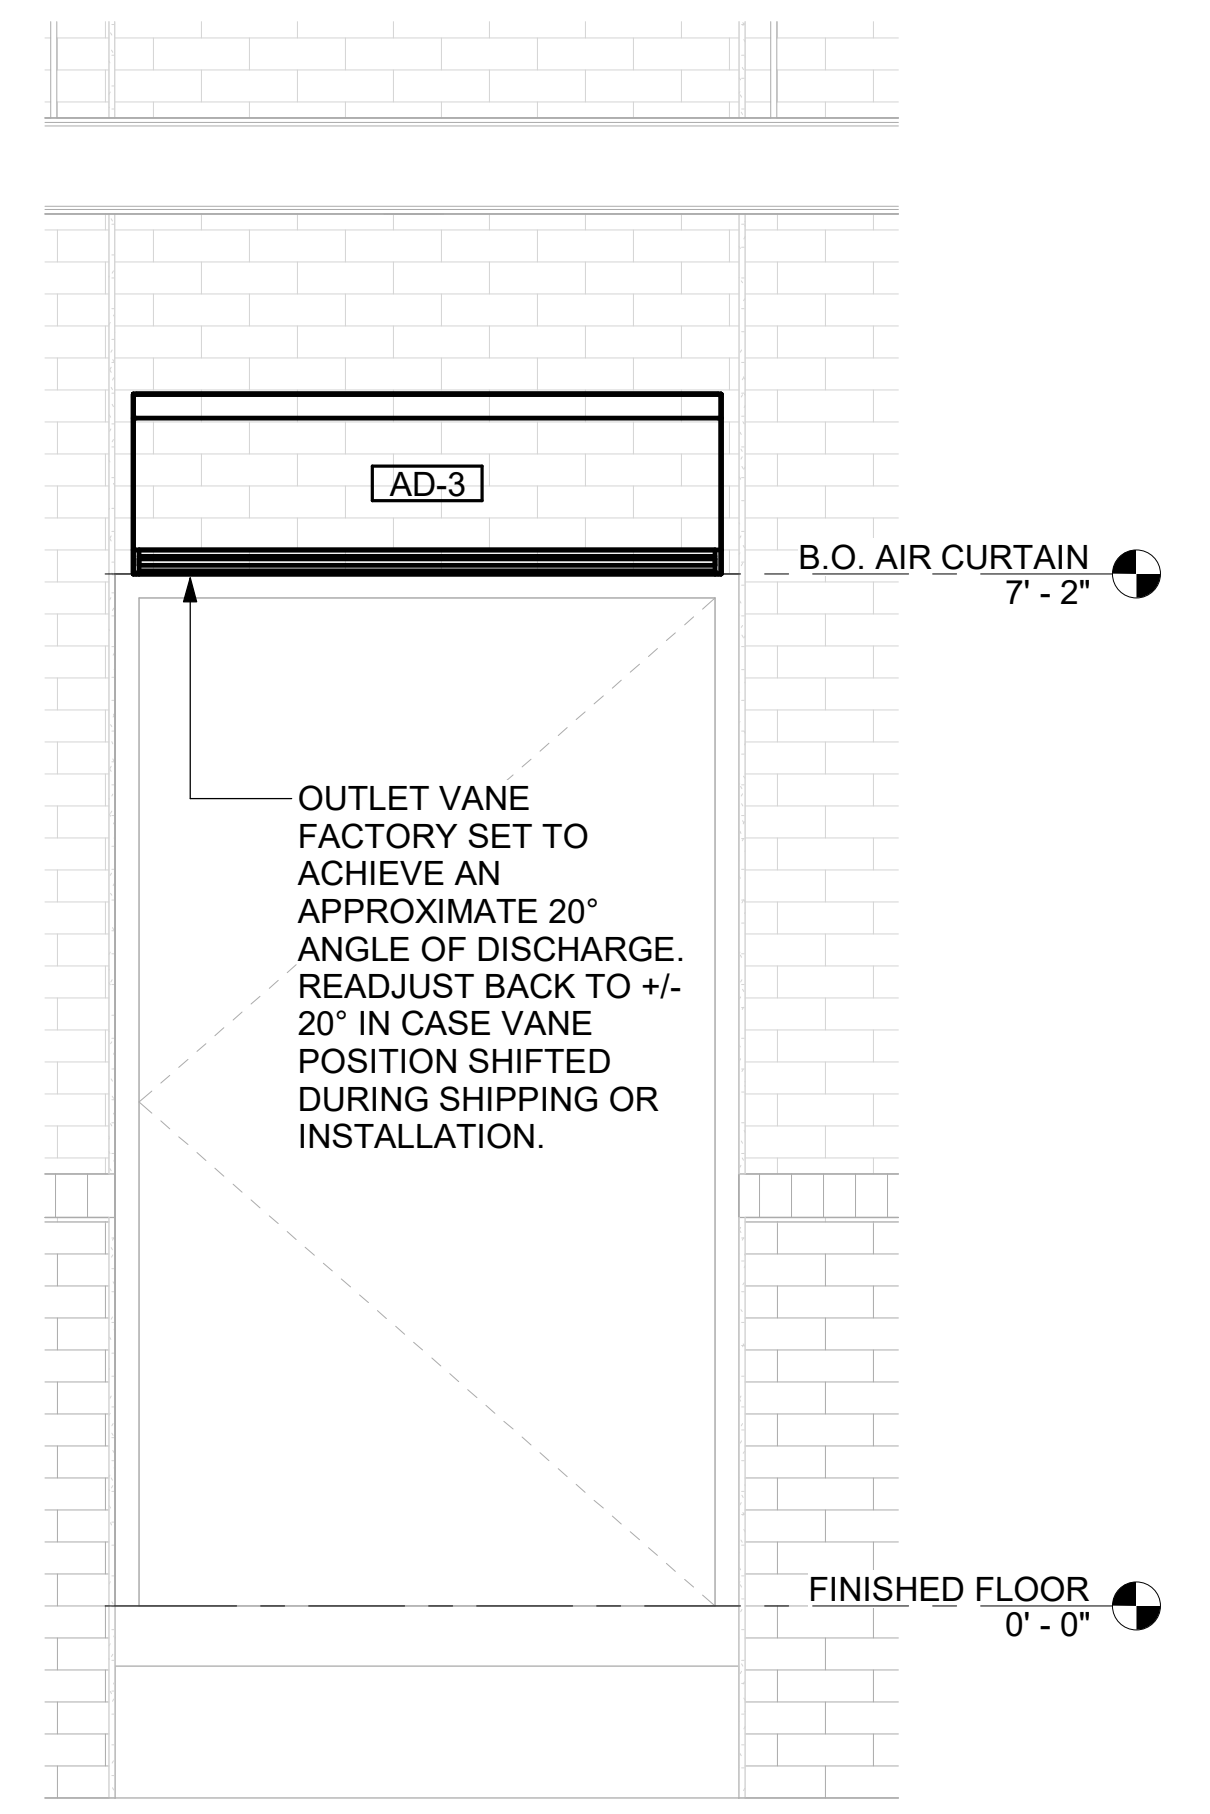 AD-3
B.O. AIR CURTAIN
7' - 2"
OUTLET VANE
FACTORY SET TO
ACHIEVE AN
APPROXIMATE 20°
ANGLE OF DISCHARGE.
READJUST BACK TO +/-
20° IN CASE VANE
POSITION SHIFTED
DURING SHIPPING OR
INSTALLATION.
FINISHED FLOOR
0' - 0"